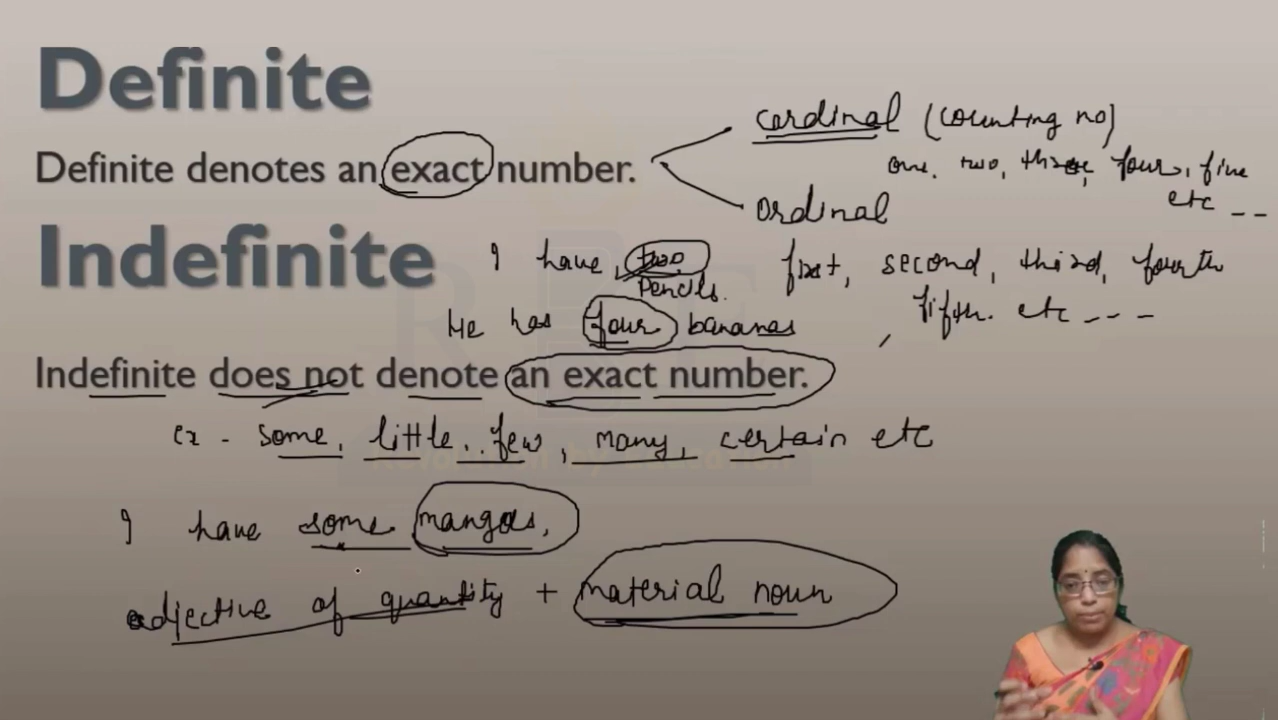 Definite
cardinal (counting no)
Definite denotes an exact number.
one, two, three, four, five
etc --
ordinal
Indefinite
I have two
pencils.
first, second, third, fourth
fifth. etc ---
He has four bananas
Indefinite does not denote an exact number.
ex - some, little, few, many, certain etc
I have some mangoes.
adjective of quantity + material noun